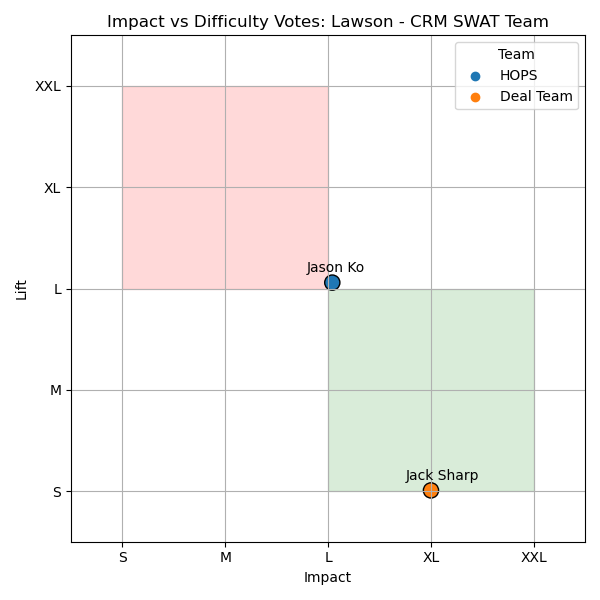 Impact vs Difficulty Votes: Lawson - CRM SWAT Team
Team
HOPS
Deal Team
XXL
XL
L
M
S
Lift
Jason Ko
Jack Sharp
S M L XL XXL
Impact